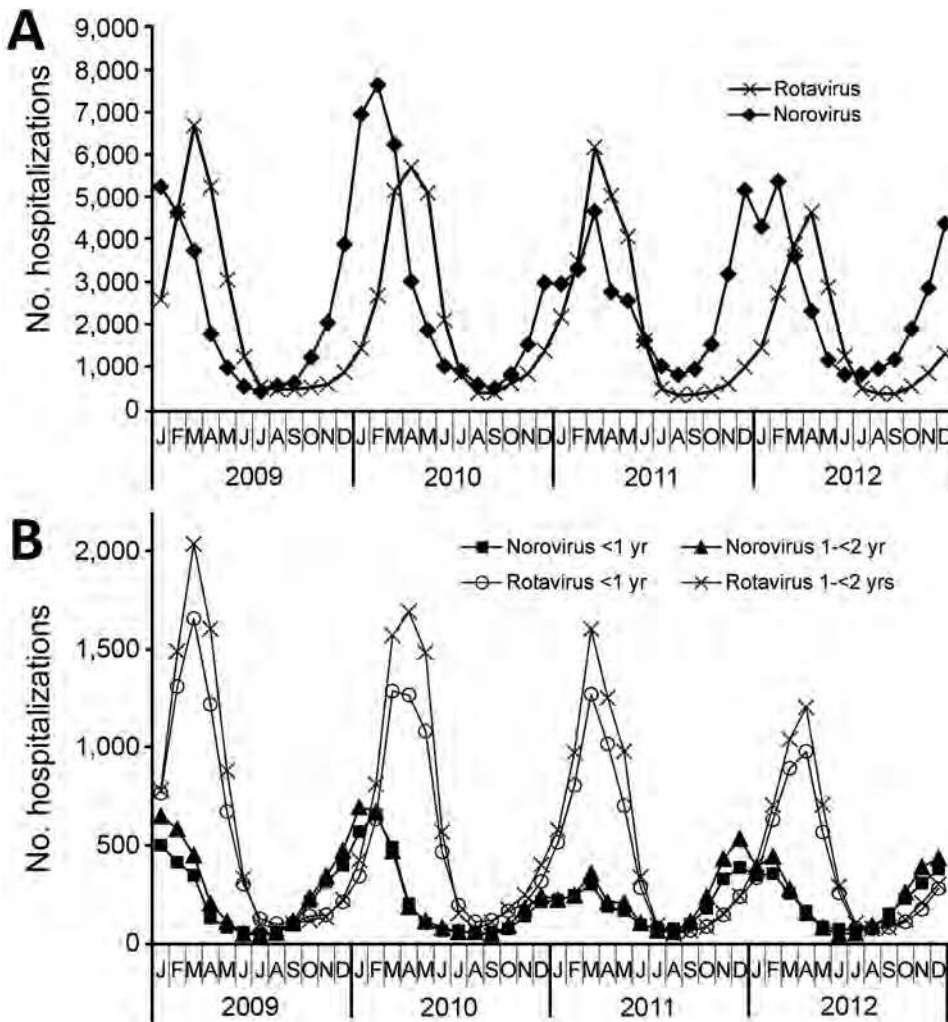 A
No. hospitalizations
9,000
8,000
7,000
6,000
5,000
4,000
3,000
2,000
1,000
0
Rotavirus
Norovirus
J F M A M J J A S O N D J F M A M J J A S O N D J F M A M J J A S O N D J F M A M J J A S O N D
2009 2010 2011 2012
B
No. hospitalizations
2,000
1,500
1,000
500
0
Norovirus <1 yr Norovirus 1-<2 yr
Rotavirus <1 yr Rotavirus 1-<2 yrs
J F M A M J J A S O N D J F M A M J J A S O N D J F M A M J J A S O N D J F M A M J J A S O N D
2009 2010 2011 2012